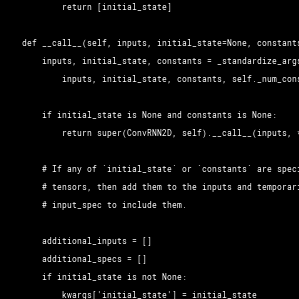 return [initial_state]
def __call__(self, inputs, initial_state=None, constants
inputs, initial_state, constants = _standardize_args
inputs, initial_state, constants, self._num_cons
if initial_state is None and constants is None:
return super(ConvRNN2D, self).__call__(inputs, *
# If any of `initial_state` or `constants` are speci
# tensors, then add them to the inputs and temporari
# input_spec to include them.
additional_inputs = []
additional_specs = []
if initial_state is not None:
kwargs['initial_state'] = initial_state